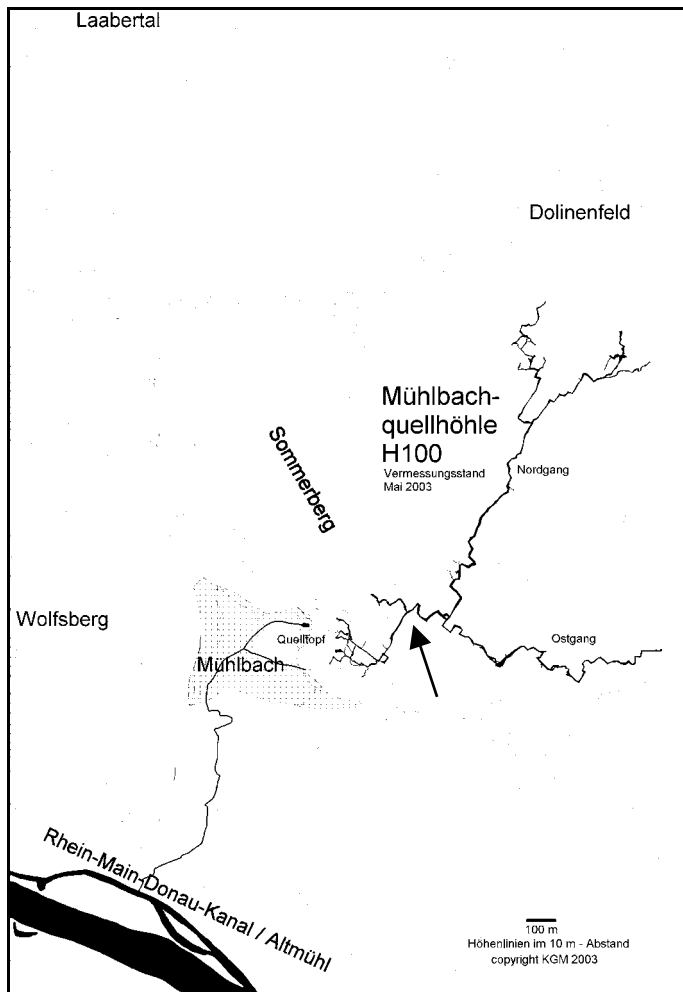 Laabertal
Dolinenfeld
Mühlbach-
quellhöhle
H100
Vermessungsstand
Mai 2003
Sommerberg
Nordgang
Wolfsberg
Quelltopf
Ostgang
Mühlbach
Rhein-Main-Donau-Kanal / Altmühl
100 m
Höhenlinien im 10 m - Abstand
copyright KGM 2003